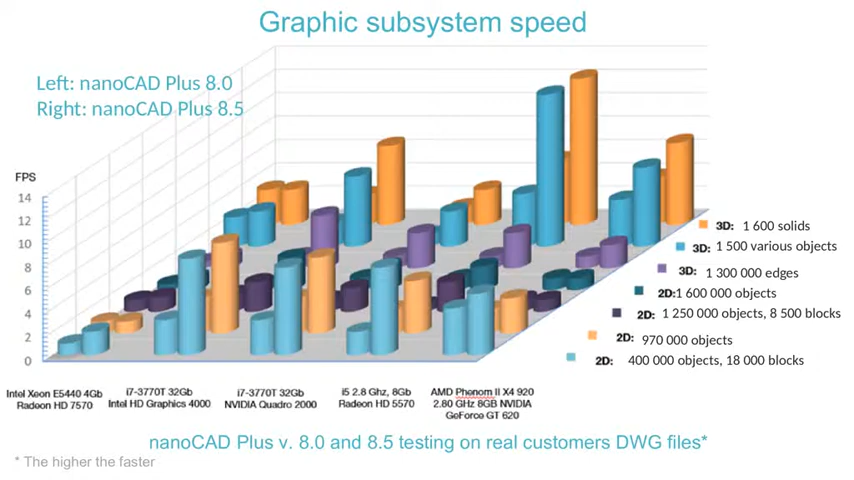 Graphic subsystem speed
Left: nanoCAD Plus 8.0
Right: nanoCAD Plus 8.5
FPS
14
12
10
8
6
4
2
0
3D: 1 600 solids
3D: 1 500 various objects
3D: 1 300 000 edges
2D:1 600 000 objects
2D: 1 250 000 objects, 8 500 blocks
2D: 970 000 objects
2D: 400 000 objects, 18 000 blocks
Intel Xeon E5440 4Gb
Radeon HD 7570
i7-3770T 32Gb
Intel HD Graphics 4000
i7-3770T 32Gb
NVIDIA Quadro 2000
i5 2.8 Ghz, 8Gb
Radeon HD 5570
AMD Phenom II X4 920
2.80 GHz 8GB NVIDIA
GeForce GT 620
nanoCAD Plus v. 8.0 and 8.5 testing on real customers DWG files*
* The higher the faster